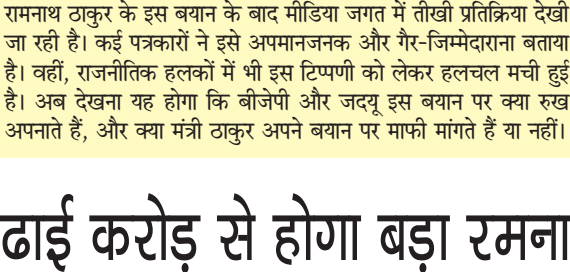 रामनाथ ठाकुर के इस बयान के बाद मीडिया जगत में तीखी प्रतिक्रिया देखी
जा रही है। कई पत्रकारों ने इसे अपमानजनक और गैर-जिम्मेदाराना बताया
है। वहीं, राजनीतिक हलकों में भी इस टिप्पणी को लेकर हलचल मची हुई
है। अब देखना यह होगा कि बीजेपी और जदयू इस बयान पर क्या रुख
अपनाते हैं, और क्या मंत्री ठाकुर अपने बयान पर माफी मांगते हैं या नहीं।
ढाई करोड़ से होगा बड़ा रमना